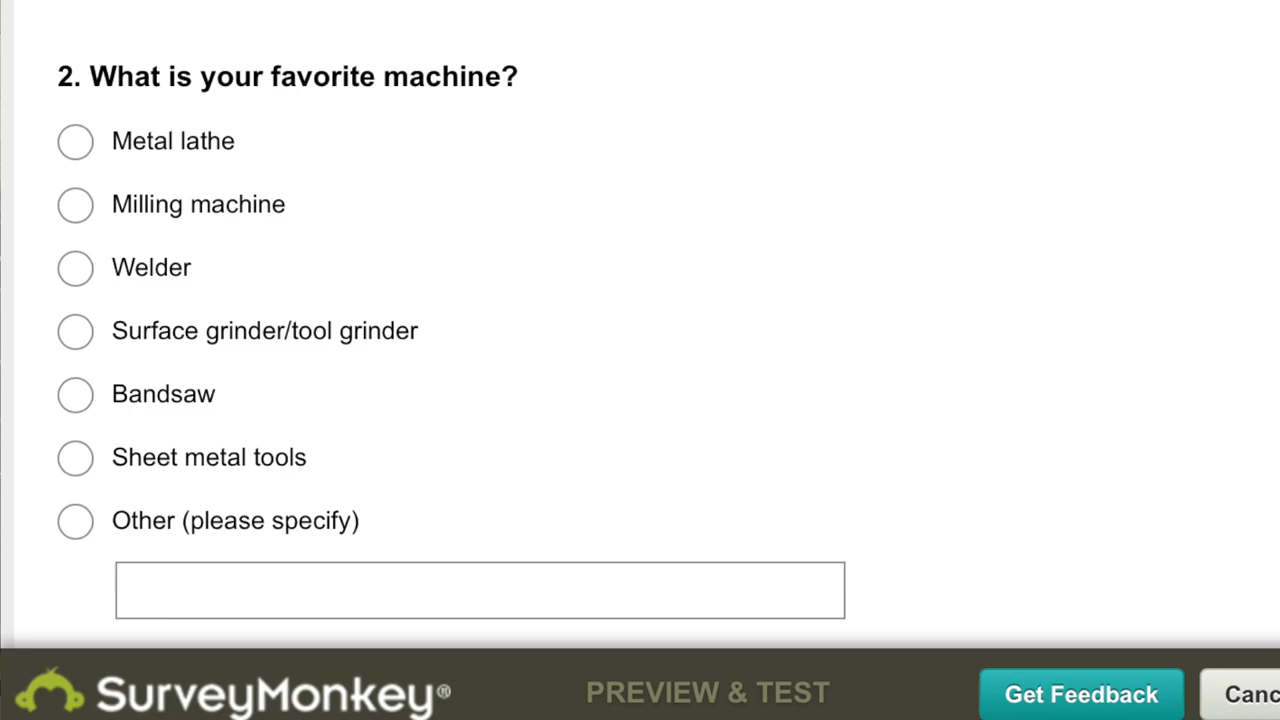 2. What is your favorite machine?
Metal lathe
Milling machine
Welder
Surface grinder/tool grinder
Bandsaw
Sheet metal tools
Other (please specify)
SurveyMonkey®
PREVIEW & TEST
Get Feedback
Canc